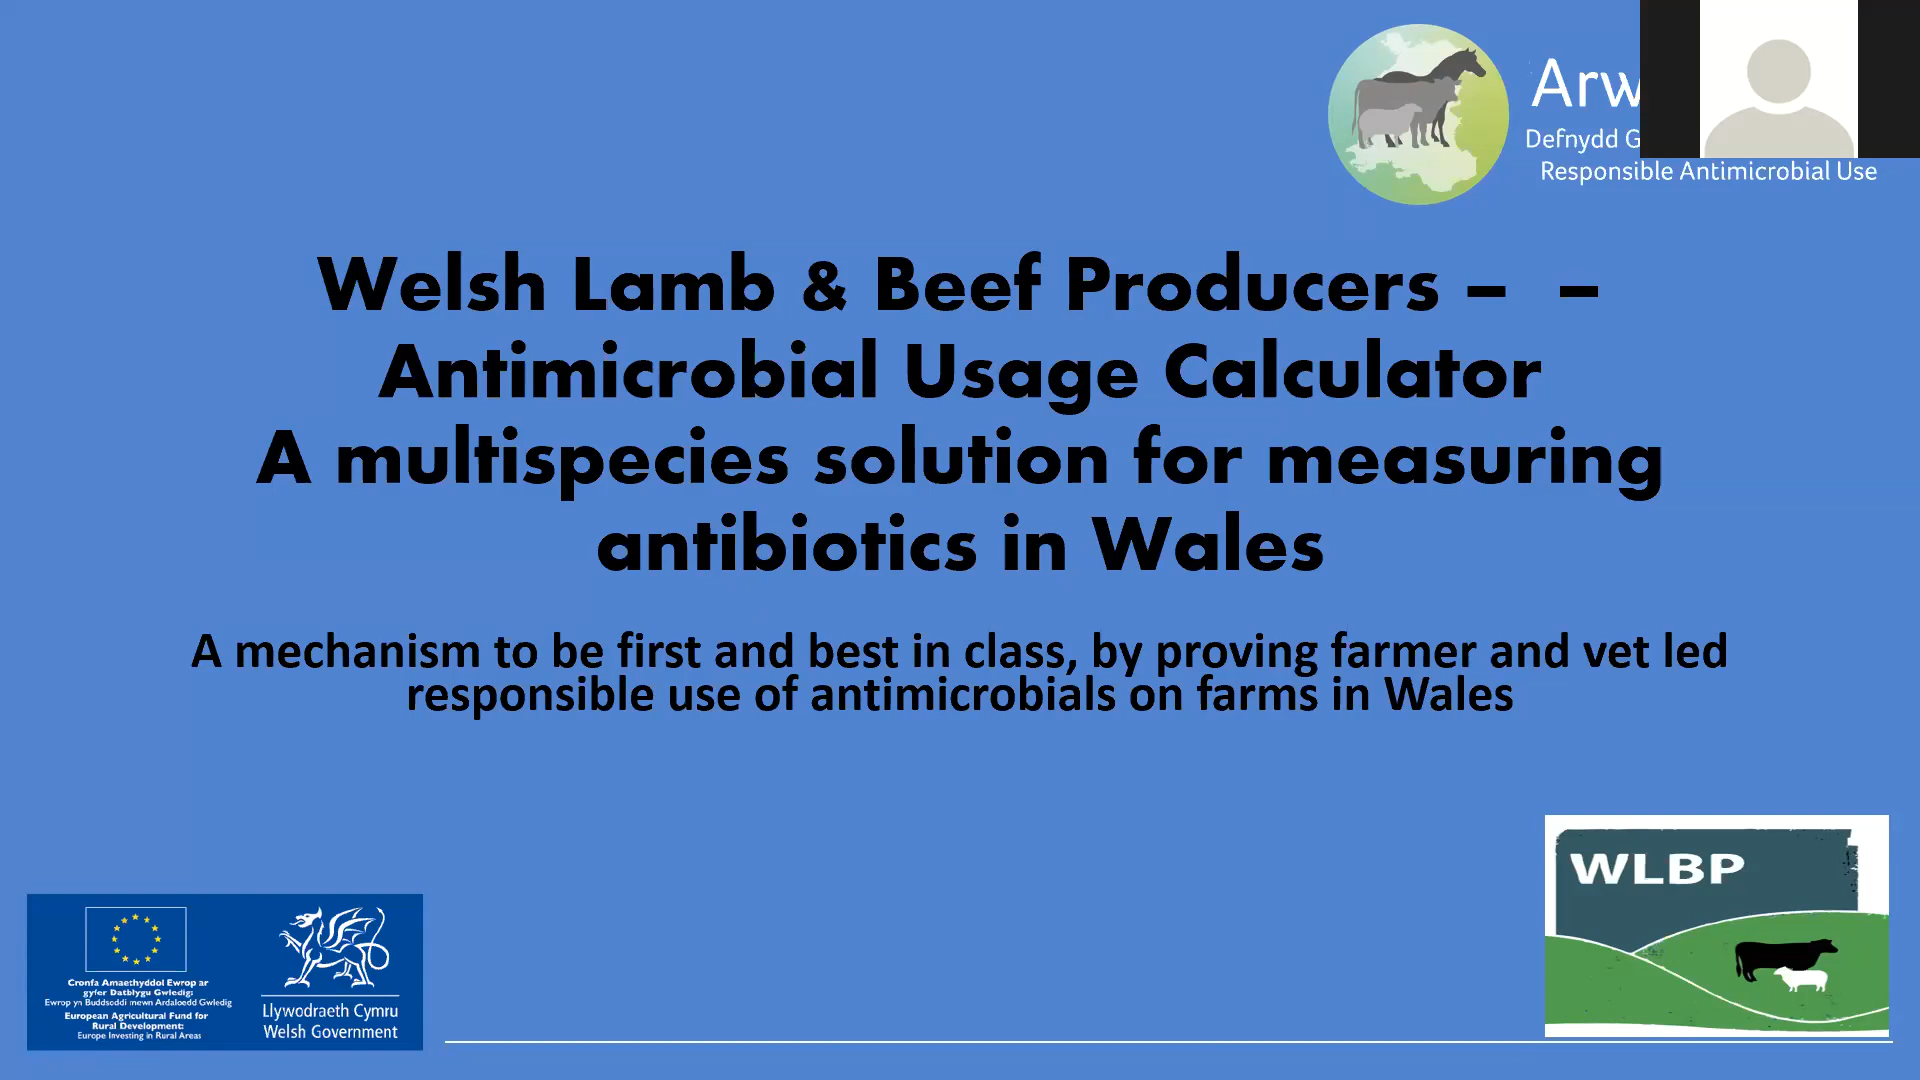 Defnydd
Responsible Antimicrobial Use
Welsh Lamb & Beef Producers – –
Antimicrobial Usage Calculator
A multispecies solution for measuring
antibiotics in Wales
A mechanism to be first and best in class, by proving farmer and vet led
responsible use of antimicrobials on farms in Wales
WLBP
Cronfa Amaethyddol Ewrop ar
gyfer Datblygu Gwledig:
Ewrop yn Buddsoddi mewn Ardaloedd Gwledig
European Agricultural Fund for
Rural Development:
Europe Investing in Rural Areas
Llywodraeth Cymru
Welsh Government